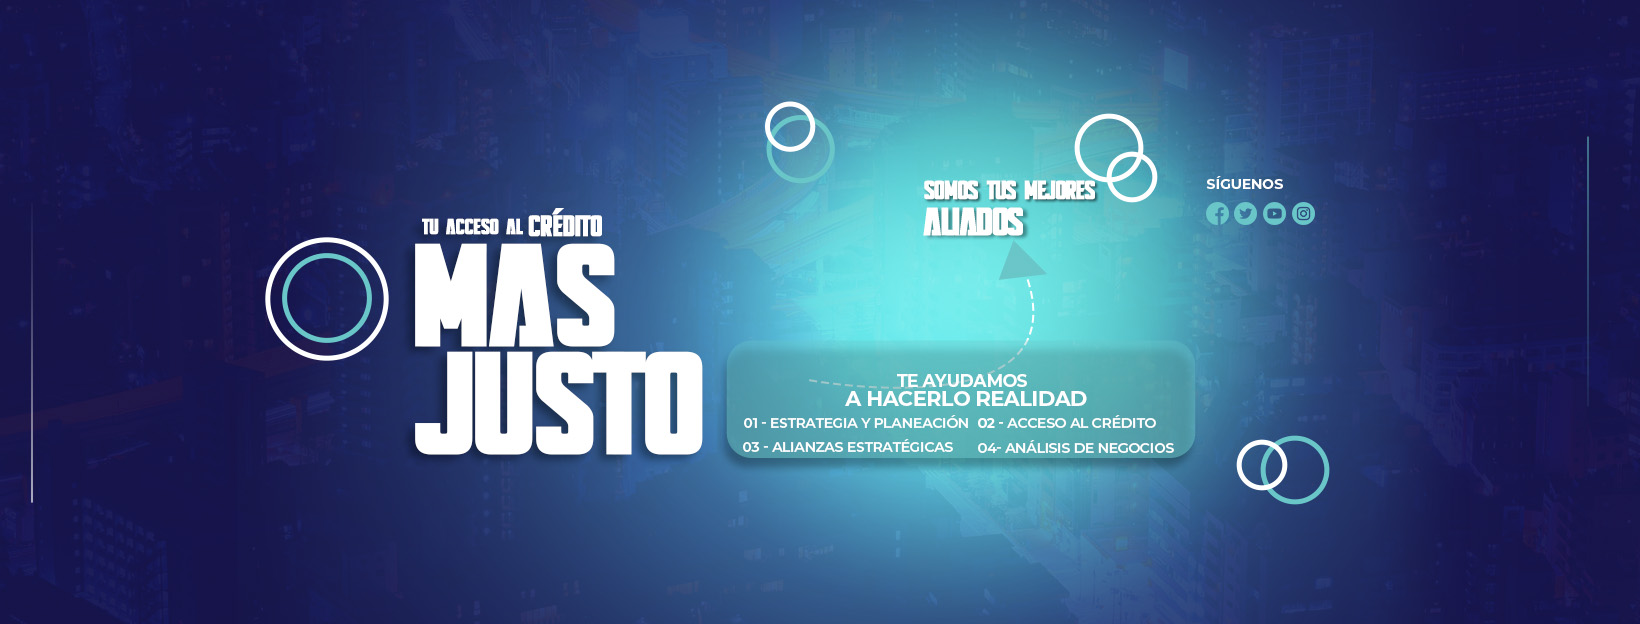 TU ACCESO AL CRÉDITO
MAS
JUSTO
SOMOS TUS MEJORES
ALIADOS
SÍGUENOS
TE AYUDAMOS
A HACERLO REALIDAD
01 - ESTRATEGIA Y PLANEACIÓN 02 - ACCESO AL CRÉDITO
03 - ALIANZAS ESTRATÉGICAS 04- ANÁLISIS DE NEGOCIOS